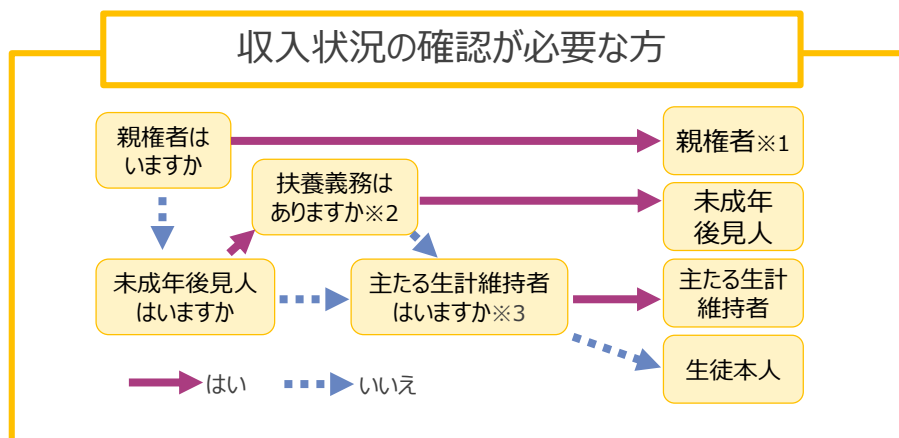 収入状況の確認が必要な方
親権者は
いますか
親権者※1
扶養義務は
ありますか※2
未成年
後見人
未成年後見人
はいますか
主たる生計維持者
はいますか※3
主たる生計
維持者
生徒本人
はい
いいえ